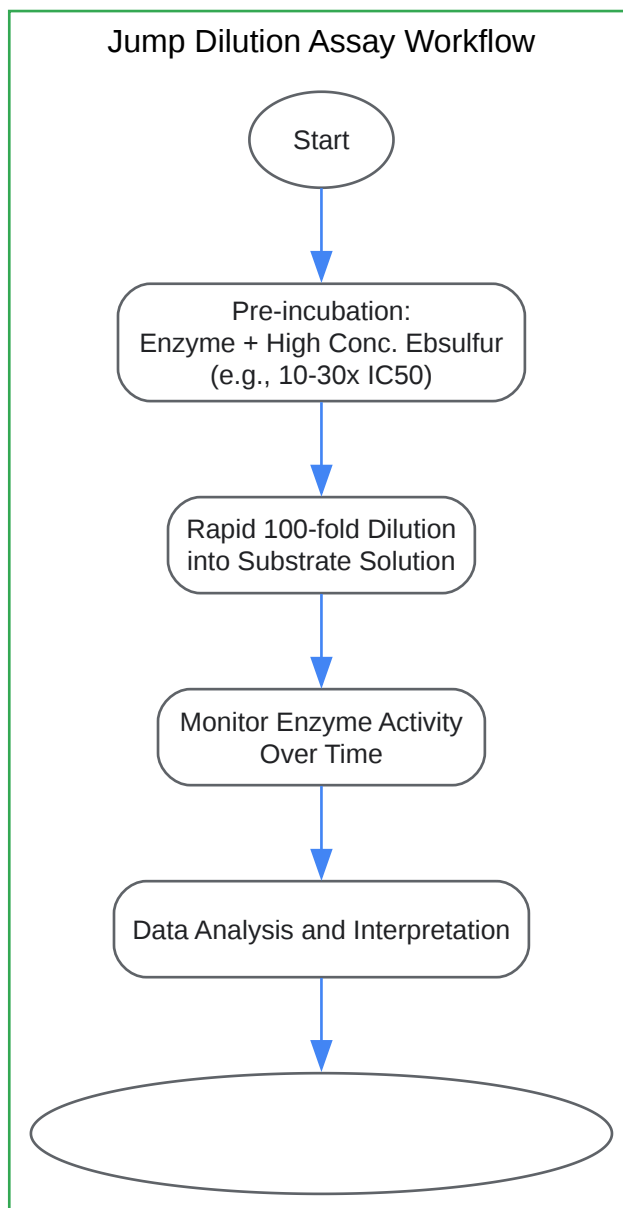 Jump Dilution Assay Workflow
Start
Pre-incubation:
Enzyme + High Conc. Ebsulfur
(e.g., 10-30x IC50)
Rapid 100-fold Dilution
into Substrate Solution
Monitor Enzyme Activity
Over Time
Data Analysis and Interpretation